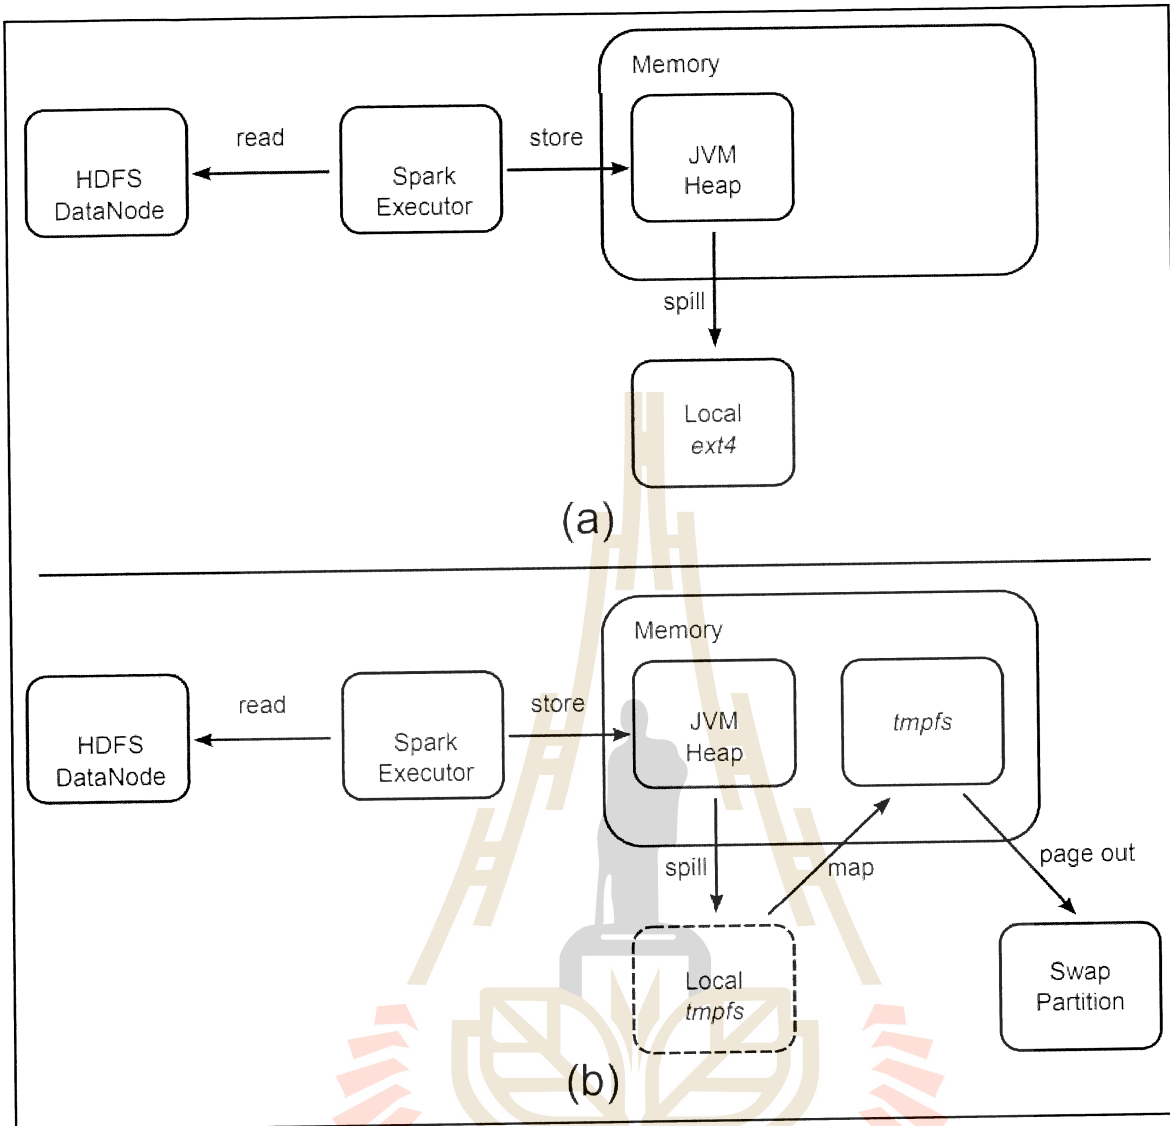 Memory
read
store
HDFS
DataNode
Spark
Executor
JVM
Heap
spill
Local
ext4
(a)
Memory
read
store
HDFS
DataNode
Spark
Executor
JVM
Heap
tmpfs
spill
map
page out
Local
tmpfs
Swap
Partition
(b)